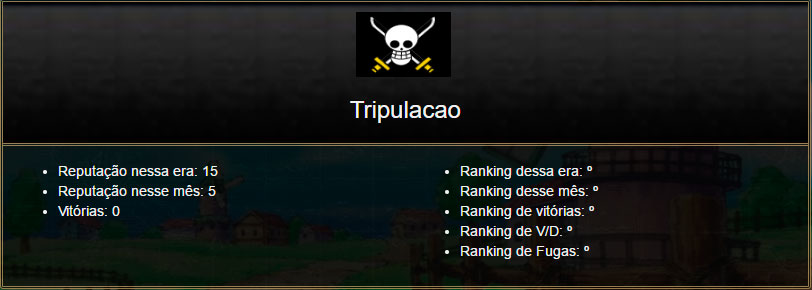 Tripulacao
Reputação nessa era: 15
Reputação nesse mês: 5
Vitórias: 0
Ranking dessa era: º
Ranking desse mês: º
Ranking de vitórias: º
Ranking de V/D: º
Ranking de Fugas: º